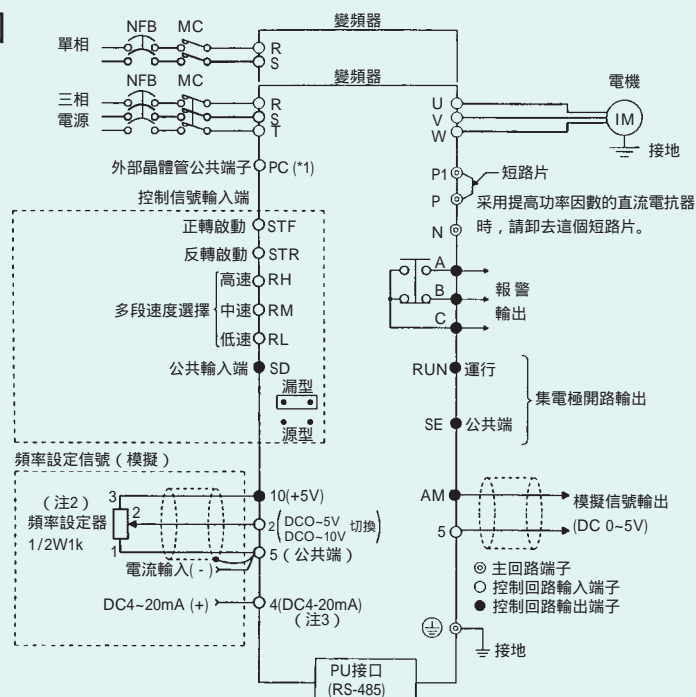 變頻器
單相 NFB MC R
S
變頻器
三相
電源 NFB MC R
S
T
U
V
W
電機
IM
接地
外部晶體管公共端子 PC (*1)
P1 短路片
P 采用提高功率因數的直流電抗器
時，請卸去這個短路片。
N
控制信號輸入端
正轉啟動 STF
反轉啟動 STR
多段速度選擇
高速 RH
中速 RM
低速 RL
公共輸入端 SD
漏型
源型
A
B
C
報警
輸出
RUN 運行
SE 公共端
集電極開路輸出
頻率設定信號（模擬）
（注2）
頻率設定器
1/2W1k
3
2
1
10(+5V)
2 (DCO~5V
DCO~10V 切換)
5（公共端）
電流輸入( - )
DC4~20mA (+) 4(DC4-20mA)
（注3）
AM 模擬信號輸出
5 (DC 0~5V)
主回路端子
控制回路輸入端子
控制回路輸出端子
接地
PU接口
(RS-485)